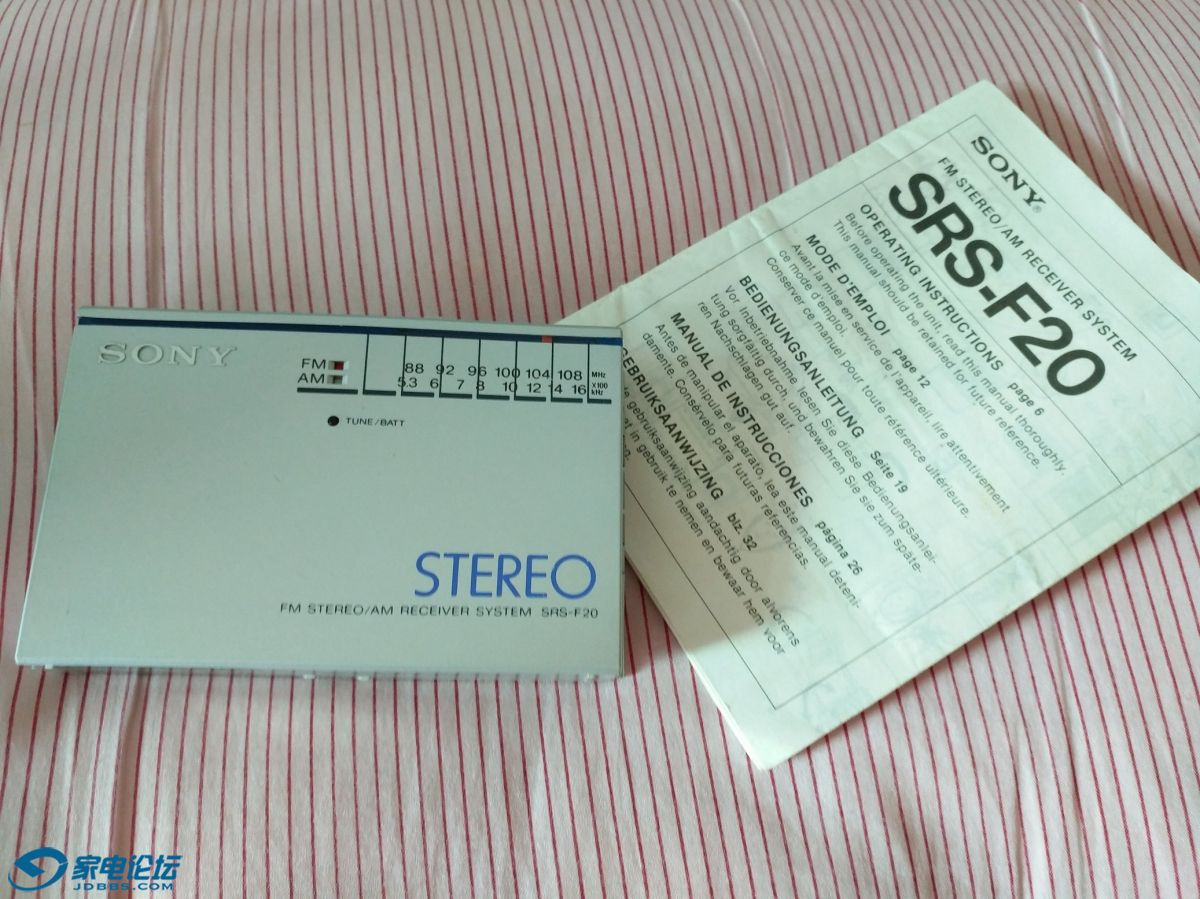 SONY
FM
AM
88 92 96 100 104 108 MHz
5.3 6 7 8 10 12 14 16 x100 kHz
TUNE/BATT
STEREO
FM STEREO/AM RECEIVER SYSTEM SRS-F20
SONY®
FM STEREO/AM RECEIVER SYSTEM
SRS-F20
OPERATING INSTRUCTIONS page 6
Before operating the unit, read this manual thoroughly.
This manual should be retained for future reference.
MODE D'EMPLOI page 12
Avant la mise en service de l'appareil, lire attentivement
ce mode d'emploi.
Conserver ce manuel pour toute référence ultérieure.
BEDIENUNGSANLEITUNG Seite 19
Vor Inbetriebnahme lesen Sie diese Bedienungsanlei-
tung sorgfältig durch, und bewahren Sie sie zum späte-
ren Nachschlagen gut auf.
MANUAL DE INSTRUCCIONES página 26
Antes de manipular el aparato, lea este manual deteni-
damente Consérvelo para futuras referencias.
GEBRUIKSAANWIJZING blz. 32
gebruiksaanwijzing aandachtig door alvorens
in gebruik te nemen en bewaar hem voor
家电论坛
JDBBS.COM